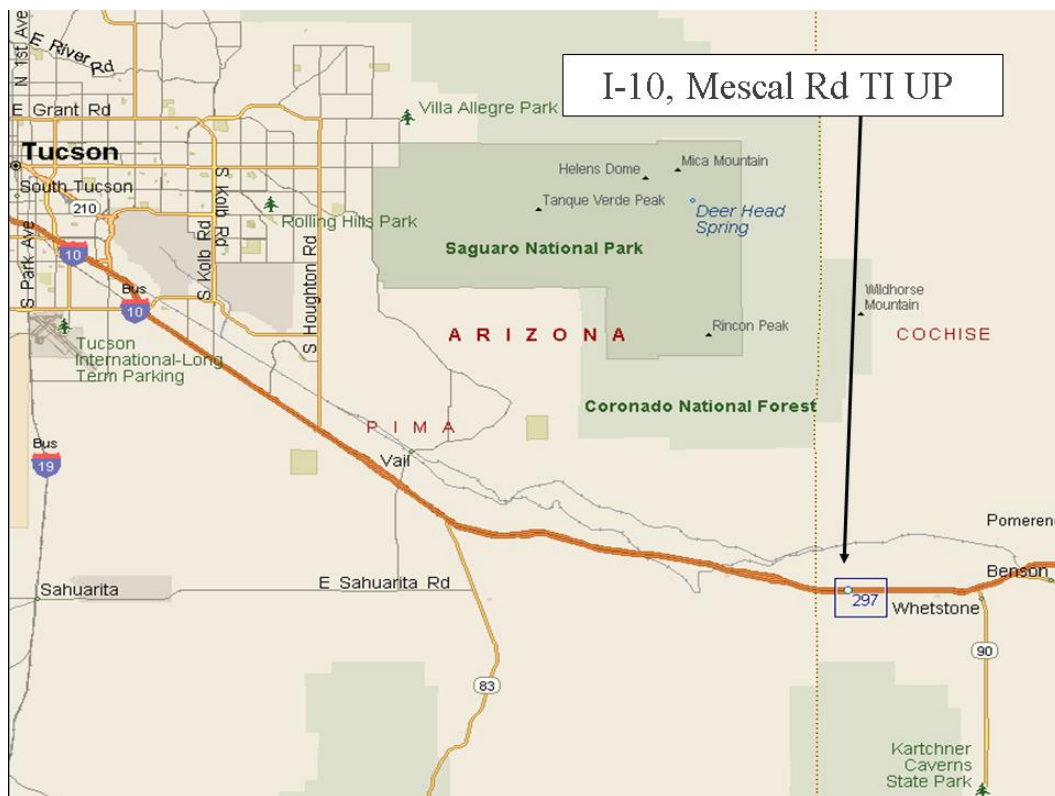 N 1st Ave
E River
Rd
I-10, Mescal Rd TI UP
E Grant Rd
Villa Allegre Park
Tucson
Helens Dome
Mica Mountain
South Tucson
S Kolb Rd
Tanque Verde Peak
Deer Head
Spring
210
Rolling Hills Park
S Park Ave
10
S Kolb Rd
S Houghton Rd
Saguaro National Park
Bus
10
Wildhorse
Mountain
Tucson
International-Long
Term Parking
ARIZONA
Rincon Peak
COCHISE
Coronado National Forest
PIMA
Bus
19
Vail
Pomeren
Benson
Sahuarita
E Sahuarita Rd
297
Whetstone
83
90
Kartchner
Caverns
State Park